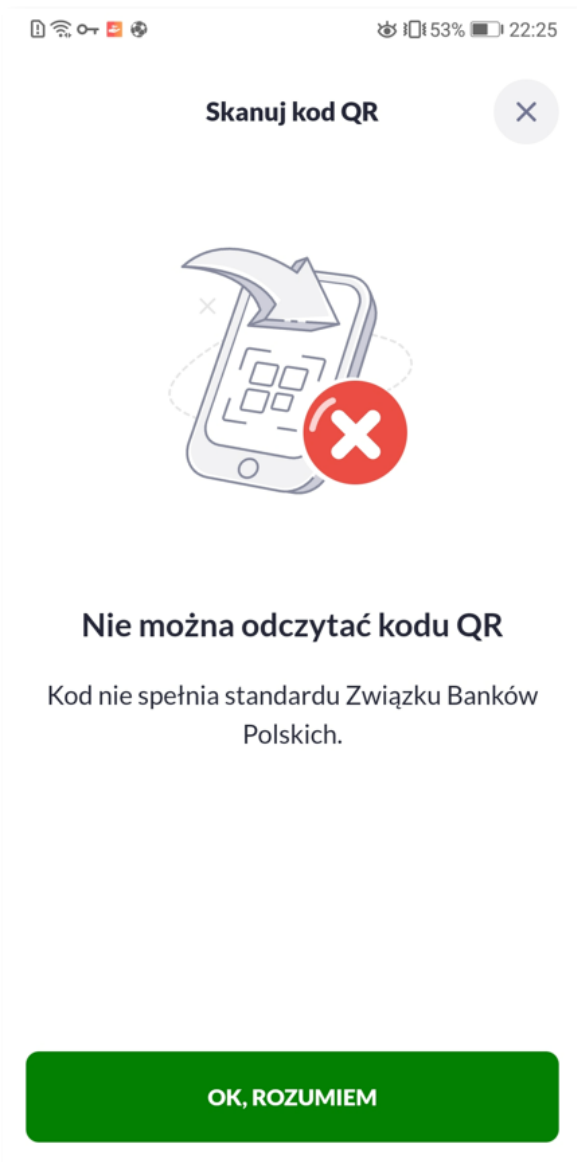 53% 22:25
Skanuj kod QR
Nie można odczytać kodu QR
Kod nie spełnia standardu Związku Banków
Polskich.
OK, ROZUMIEM